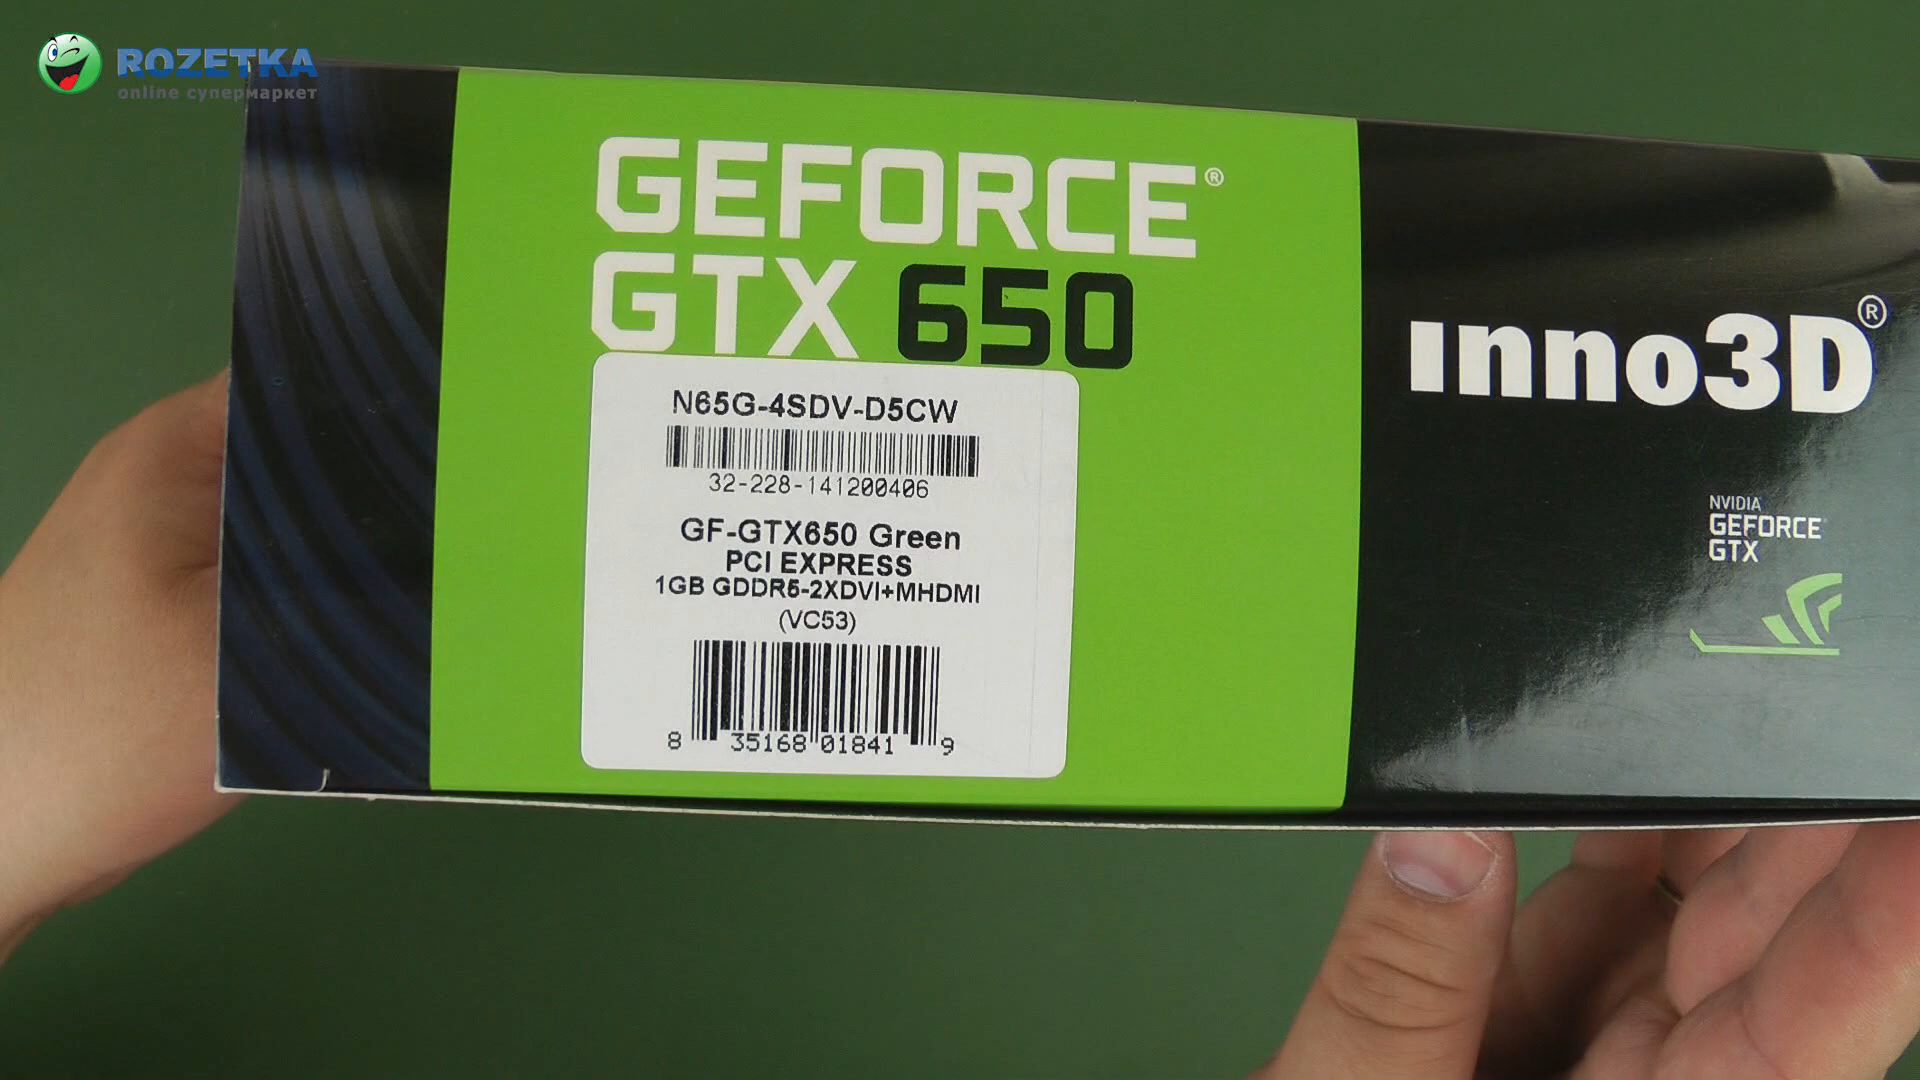 ROZETKA
online супермаркет
GEFORCE®
GTX 650
N65G-4SDV-D5CW
32-228-141200406
GF-GTX650 Green
PCI EXPRESS
1GB GDDR5-2XDVI+MHDMI
(VC53)
8 35168 01841 9
inno3D®
NVIDIA
GEFORCE
GTX